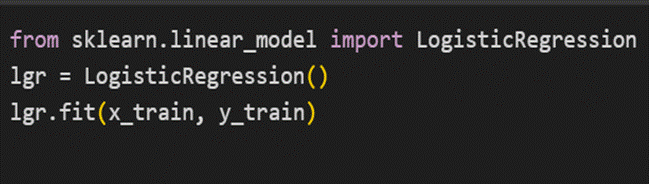 from sklearn.linear_model import LogisticRegression
lgr = LogisticRegression()
lgr.fit(x_train, y_train)